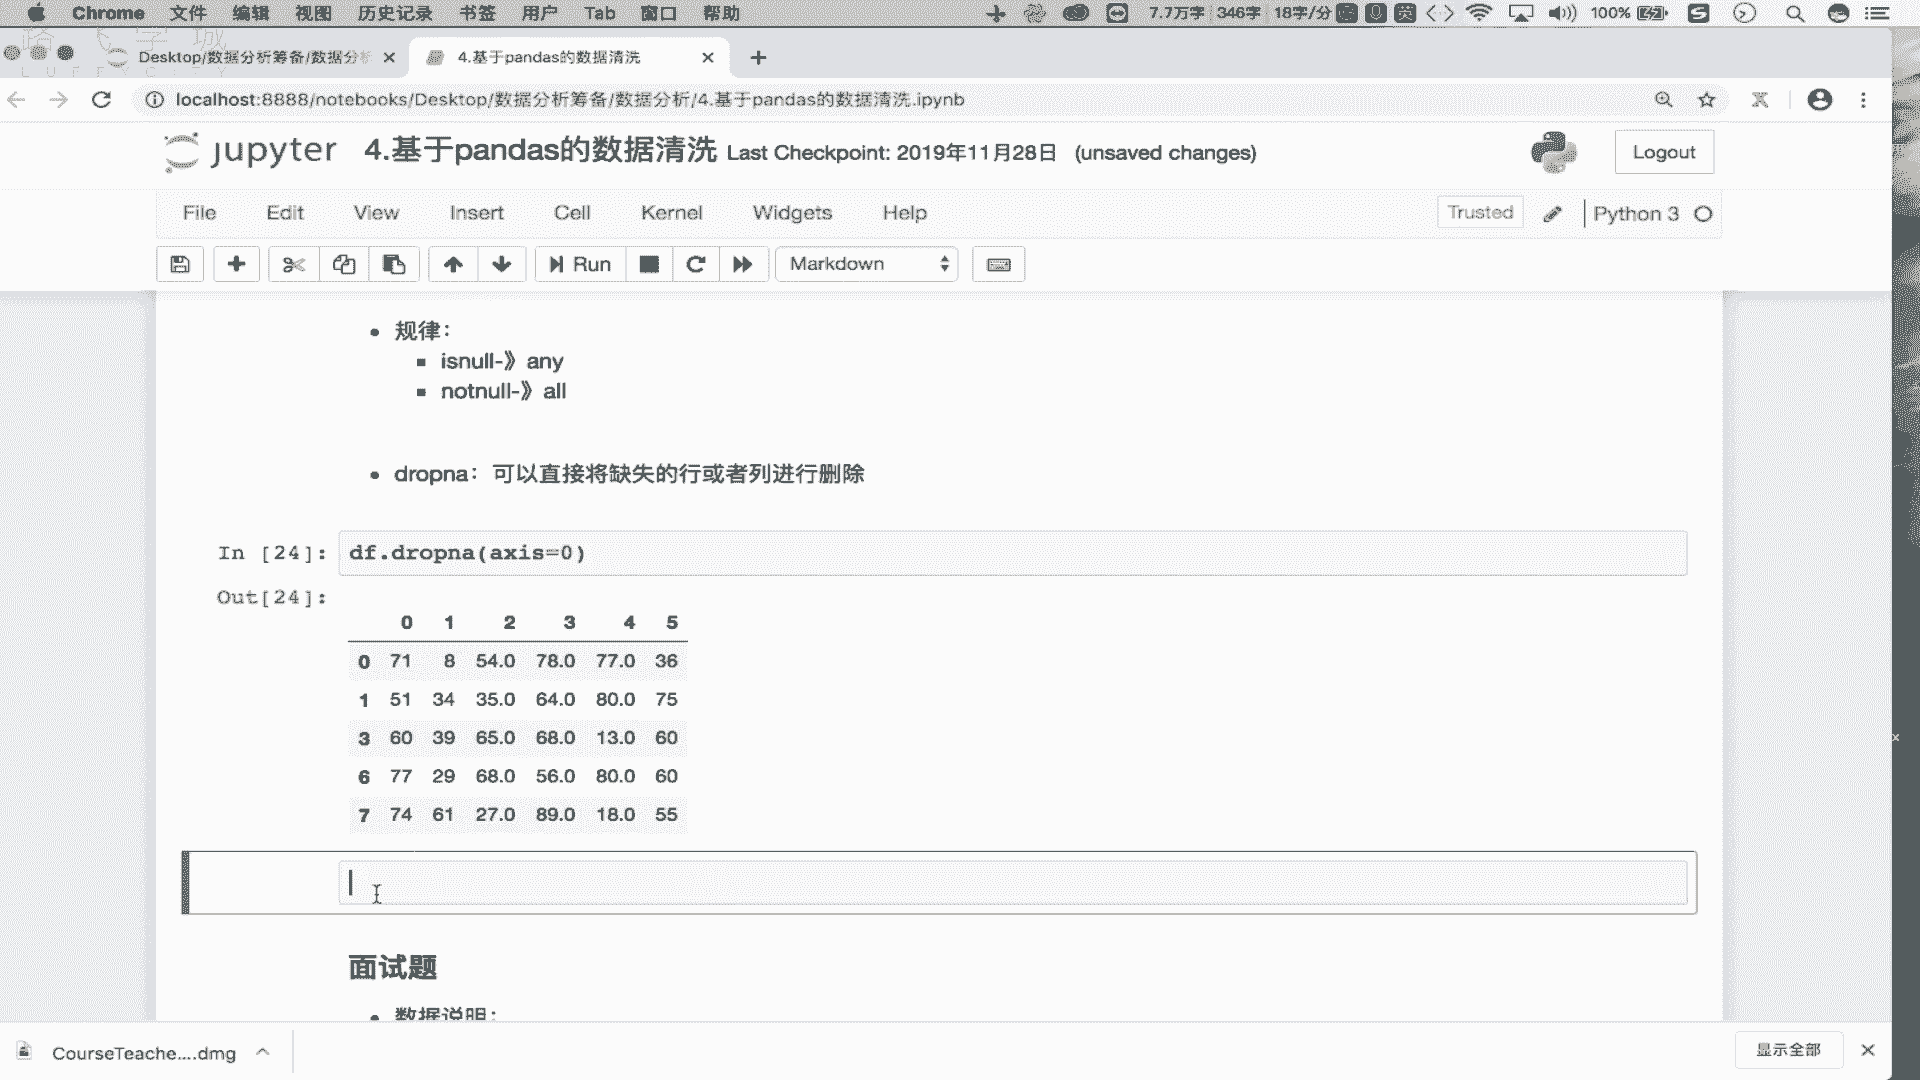 Chrome 文件 编辑 视图 历史记录 书签 用户 Tab 窗口 帮助 7.7万字 346字 18字/分 英 100%
Desktop/数据分析筹备/数据分析 4.基于pandas的数据清洗
localhost:8888/notebooks/Desktop/数据分析筹备/数据分析/4.基于pandas的数据清洗.ipynb
jupyter 4.基于pandas的数据清洗 Last Checkpoint: 2019年11月28日 (unsaved changes) Logout
File Edit View Insert Cell Kernel Widgets Help Trusted Python 3
Run Markdown
规律：
isnull-》any
notnull-》all
dropna：可以直接将缺失的行或者列进行删除
In [24]: df.dropna(axis=0)
Out[24]:
0 1 2 3 4 5
0 71 8 54.0 78.0 77.0 36
1 51 34 35.0 64.0 80.0 75
3 60 39 65.0 68.0 13.0 60
6 77 29 68.0 56.0 80.0 60
7 74 61 27.0 89.0 18.0 55
面试题
数据说明：
CourseTeache....dmg 显示全部